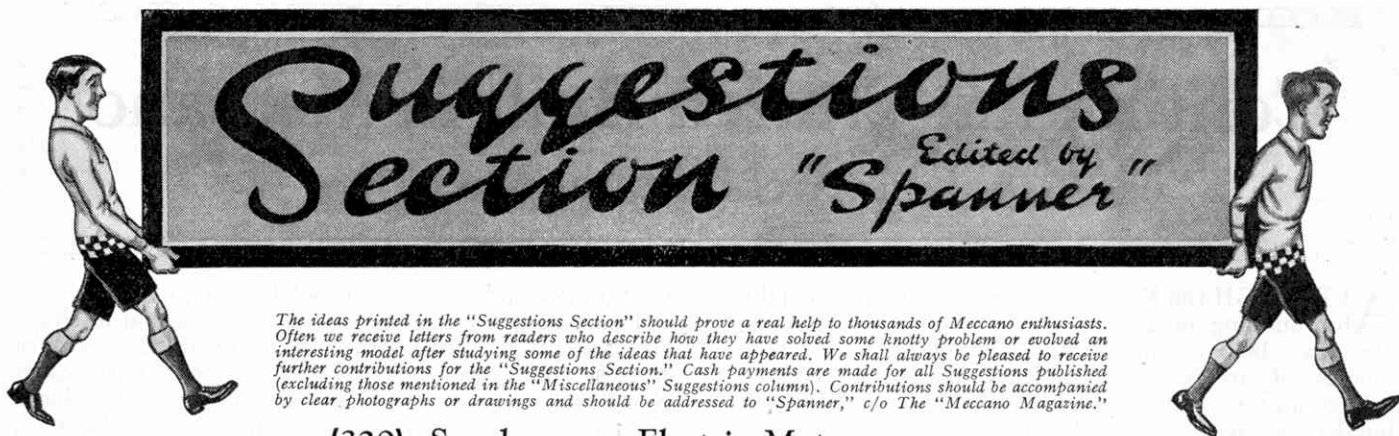 Suggestions
Section "Edited by
Spanner"
The ideas printed in the "Suggestions Section" should prove a real help to thousands of Meccano enthusiasts.
Often we receive letters from readers who describe how they have solved some knotty problem or evolved an
interesting model after studying some of the ideas that have appeared. We shall always be pleased to receive
further contributions for the "Suggestions Section." Cash payments are made for all Suggestions published
(excluding those mentioned in the "Miscellaneous" Suggestions column). Contributions should be accompanied
by clear photographs or drawings and should be addressed to "Spanner," c/o The "Meccano Magazine."